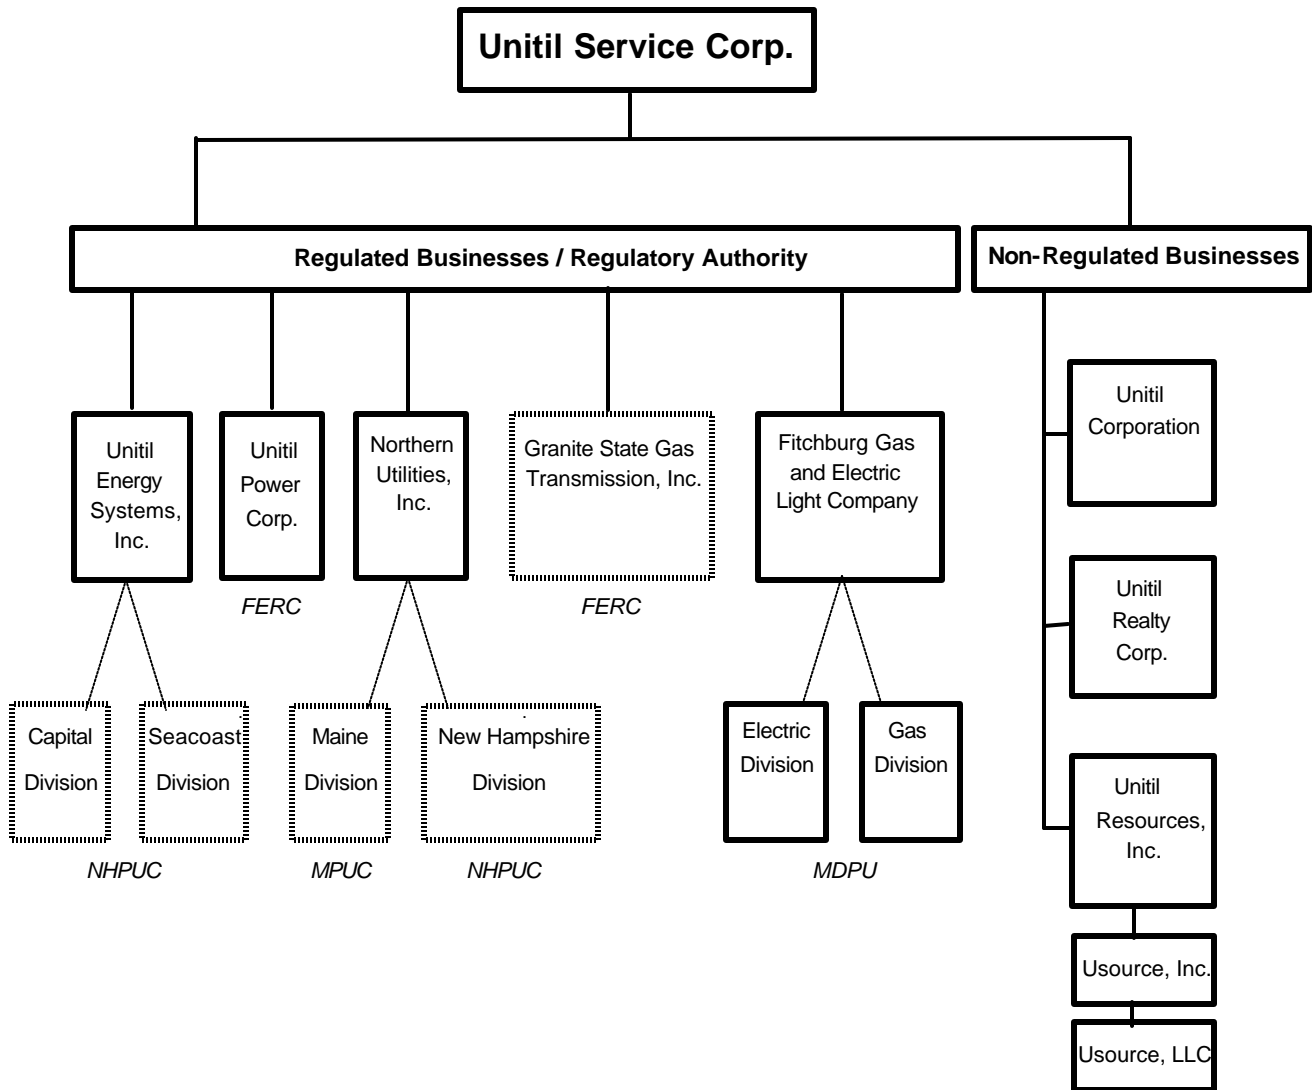 Unitil Service Corp.
Regulated Businesses / Regulatory Authority
Non-Regulated Businesses
Unitil
Energy
Systems,
Inc.
Unitil
Power
Corp.
Northern
Utilities,
Inc.
Granite State Gas
Transmission, Inc.
Fitchburg Gas
and Electric
Light Company
Unitil
Corporation
FERC
FERC
Unitil
Realty
Corp.
Capital
Division
Seacoast
Division
Maine
Division
New Hampshire
Division
Electric
Division
Gas
Division
Unitil
Resources,
Inc.
NHPUC
MPUC
NHPUC
MDPU
Usource, Inc.
Usource, LLC